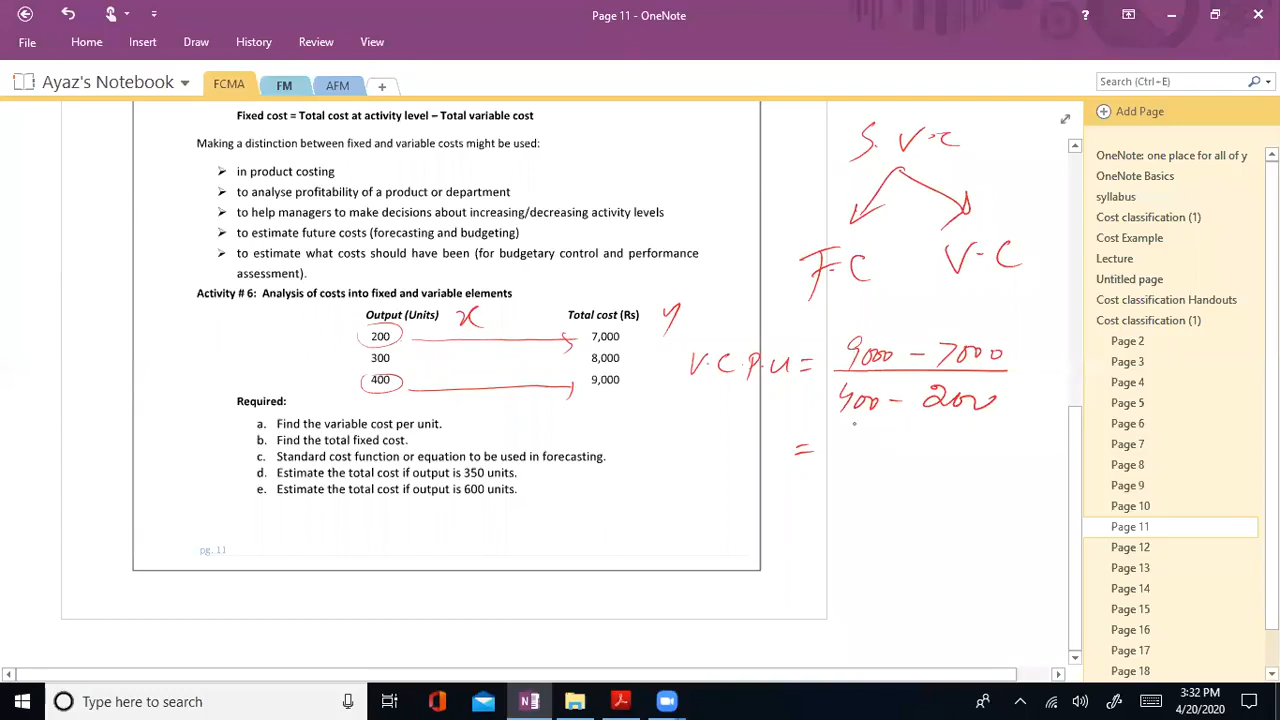 Page 11 - OneNote
File Home Insert Draw History Review View
Ayaz's Notebook FCMA FM AFM
Search (Ctrl+E)
Add Page
Fixed cost = Total cost at activity level – Total variable cost
Making a distinction between fixed and variable costs might be used:
in product costing
to analyse profitability of a product or department
to help managers to make decisions about increasing/decreasing activity levels
to estimate future costs (forecasting and budgeting)
to estimate what costs should have been (for budgetary control and performance
assessment).
Activity # 6: Analysis of costs into fixed and variable elements
Output (Units) x Total cost (Rs) y
200 7,000
300 8,000
400 9,000
Required:
a. Find the variable cost per unit.
b. Find the total fixed cost.
c. Standard cost function or equation to be used in forecasting.
d. Estimate the total cost if output is 350 units.
e. Estimate the total cost if output is 600 units.
pg. 11
S. V-C
F-C V-C
V.C.P.U = 9000 - 7000
400 - 200
=
OneNote: one place for all of y
OneNote Basics
syllabus
Cost classification (1)
Cost Example
Lecture
Untitled page
Cost classification Handouts
Cost classification (1)
Page 2
Page 3
Page 4
Page 5
Page 6
Page 7
Page 8
Page 9
Page 10
Page 11
Page 12
Page 13
Page 14
Page 15
Page 16
Page 17
Page 18
Type here to search
3:32 PM
4/20/2020